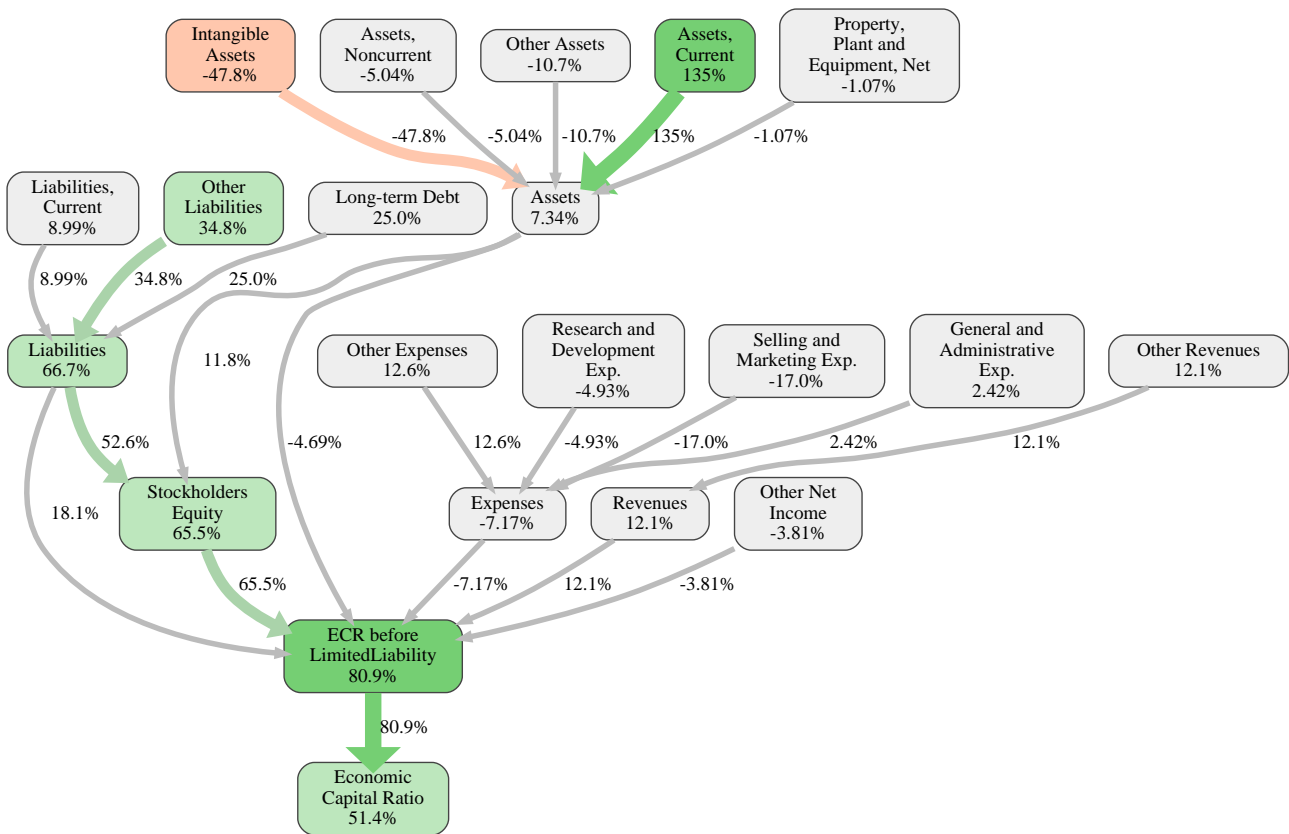 Intangible
Assets
-47.8%
Assets,
Noncurrent
-5.04%
Other Assets
-10.7%
Assets,
Current
135%
Property,
Plant and
Equipment, Net
-1.07%
-47.8%
-5.04%
-10.7%
135%
-1.07%
Liabilities,
Current
8.99%
Other
Liabilities
34.8%
Long-term Debt
25.0%
Assets
7.34%
8.99%
34.8%
25.0%
Liabilities
66.7%
11.8%
Other Expenses
12.6%
Research and
Development
Exp.
-4.93%
Selling and
Marketing Exp.
-17.0%
General and
Administrative
Exp.
2.42%
Other Revenues
12.1%
52.6%
-4.69%
12.6%
-4.93%
-17.0%
2.42%
12.1%
18.1%
Stockholders
Equity
65.5%
Expenses
-7.17%
Revenues
12.1%
Other Net
Income
-3.81%
65.5%
-7.17%
12.1%
-3.81%
ECR before
LimitedLiability
80.9%
80.9%
Economic
Capital Ratio
51.4%